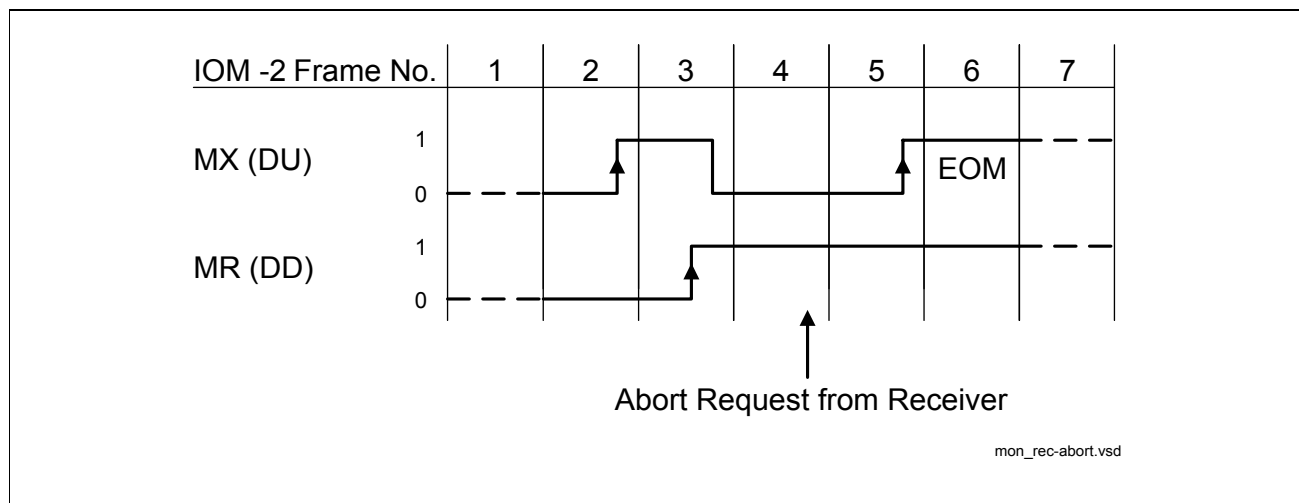 IOM -2 Frame No. 1 2 3 4 5 6 7
1
MX (DU)
0
EOM
1
MR (DD)
0
Abort Request from Receiver
mon_rec-abort.vsd